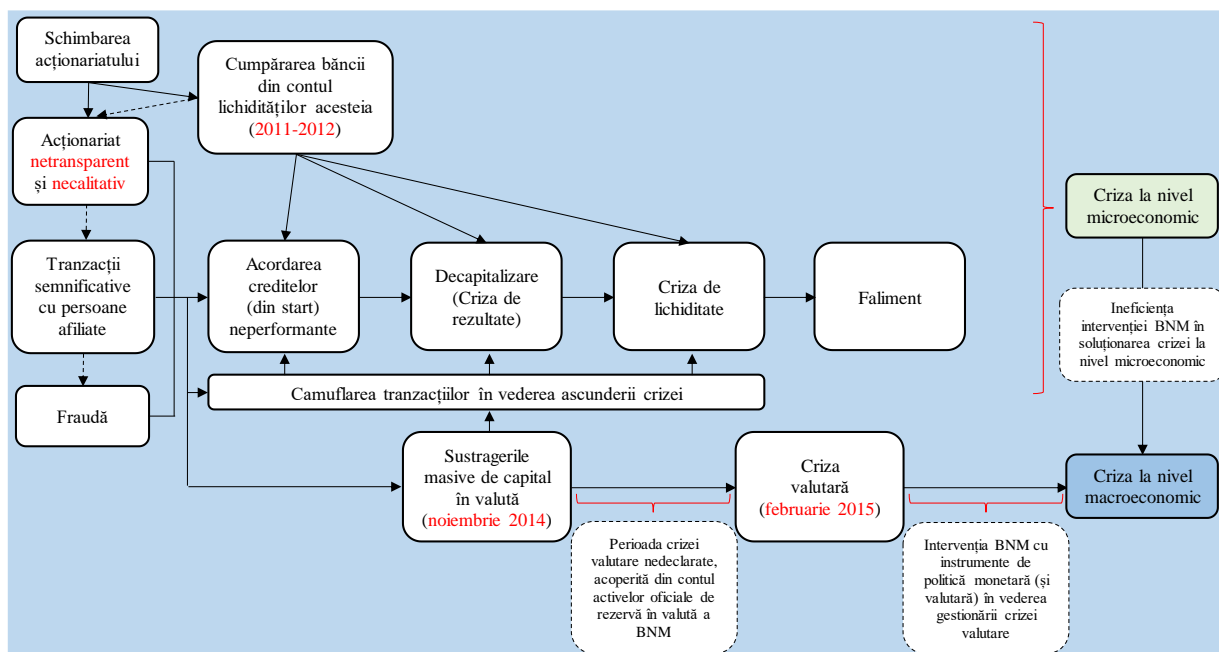 Schimbarea
acționariatului
Cumpărarea băncii
din contul
lichidităților acesteia
(2011-2012)
Acționariat
netransparent
și necalitativ
Tranzacții
semnificative
cu persoane
afiliate
Fraudă
Acordarea
creditelor
(din start)
neperformante
Decapitalizare
(Criza de
rezultate)
Criza de
lichiditate
Faliment
Camuflarea tranzacțiilor în vederea ascunderii crizei
Sustragerile
masive de capital
în valută
(noiembrie 2014)
Perioada crizei
valutare nedeclarate,
acoperită din contul
activelor oficiale de
rezervă în valută a
BNM
Criza
valutară
(februarie 2015)
Intervenția BNM cu
instrumente de
politică monetară (și
valutară) în vederea
gestionării crizei
valutare
Criza la nivel
microeconomic
Ineficiența
intervenției BNM în
soluționarea crizei la
nivel microeconomic
Criza la nivel
macroeconomic